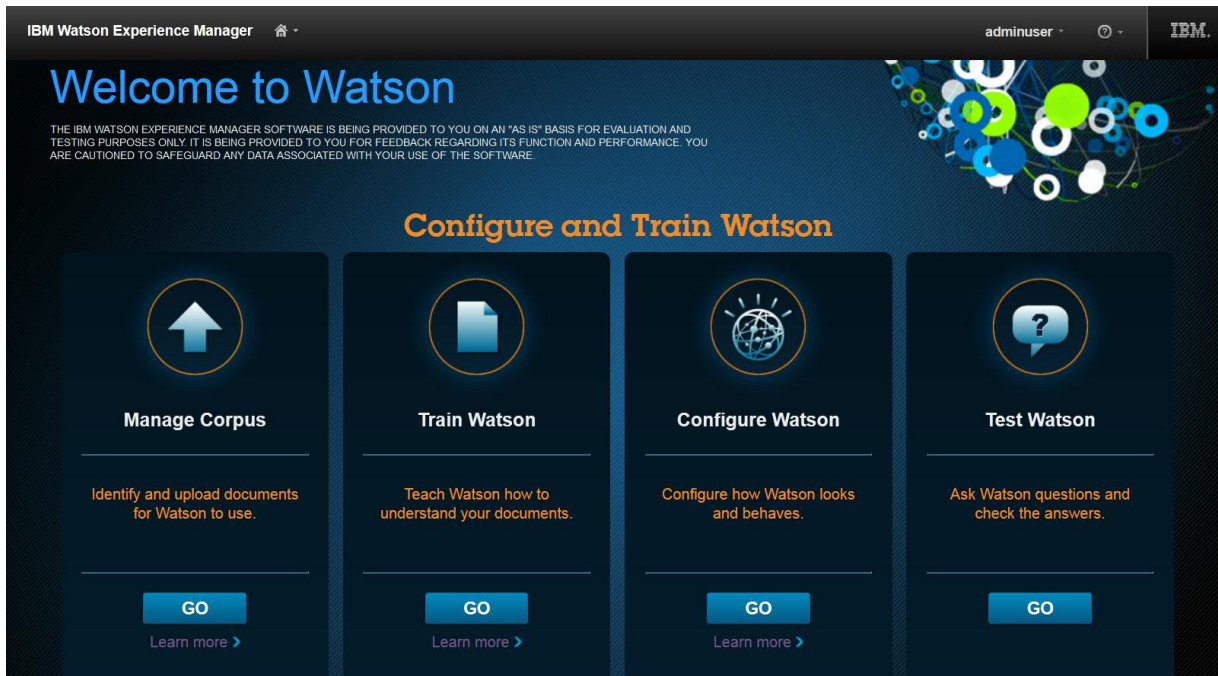 IBM Watson Experience Manager
adminuser
?
IBM.
Welcome to Watson
THE IBM WATSON EXPERIENCE MANAGER SOFTWARE IS BEING PROVIDED TO YOU ON AN "AS IS" BASIS FOR EVALUATION AND
TESTING PURPOSES ONLY. IT IS BEING PROVIDED TO YOU FOR FEEDBACK REGARDING ITS FUNCTION AND PERFORMANCE. YOU
ARE CAUTIONED TO SAFEGUARD ANY DATA ASSOCIATED WITH YOUR USE OF THE SOFTWARE.
Configure and Train Watson
Manage Corpus
Identify and upload documents
for Watson to use.
GO
Learn more >
Train Watson
Teach Watson how to
understand your documents.
GO
Learn more >
Configure Watson
Configure how Watson looks
and behaves.
GO
Learn more >
?
Test Watson
Ask Watson questions and
check the answers.
GO